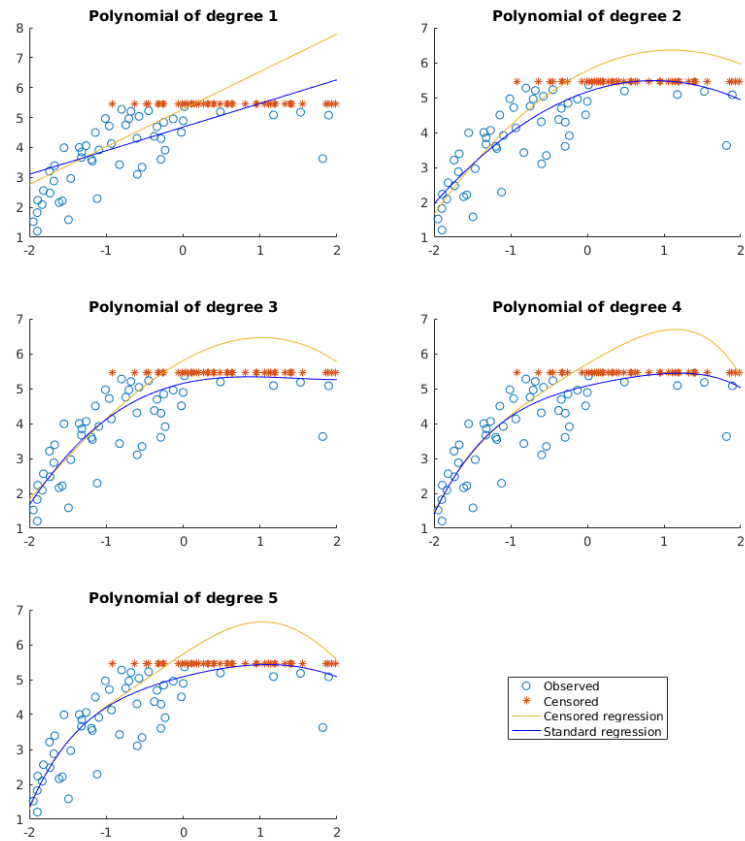 Polynomial of degree 1
8
7
6
5
4
3
2
1
-2 -1 0 1 2
Polynomial of degree 2
7
6
5
4
3
2
1
-2 -1 0 1 2
Polynomial of degree 3
7
6
5
4
3
2
1
-2 -1 0 1 2
Polynomial of degree 4
7
6
5
4
3
2
1
-2 -1 0 1 2
Polynomial of degree 5
7
6
5
4
3
2
1
-2 -1 0 1 2
Observed
Censored
Censored regression
Standard regression